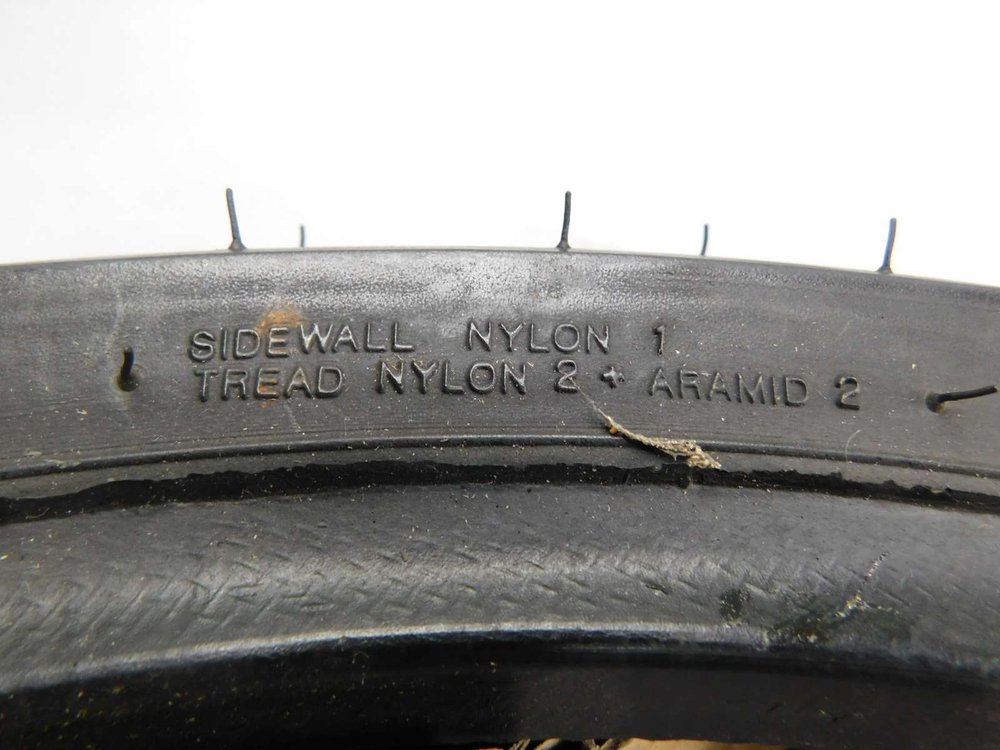 SIDEWALL NYLON 1
TREAD NYLON 2 + ARAMID 2